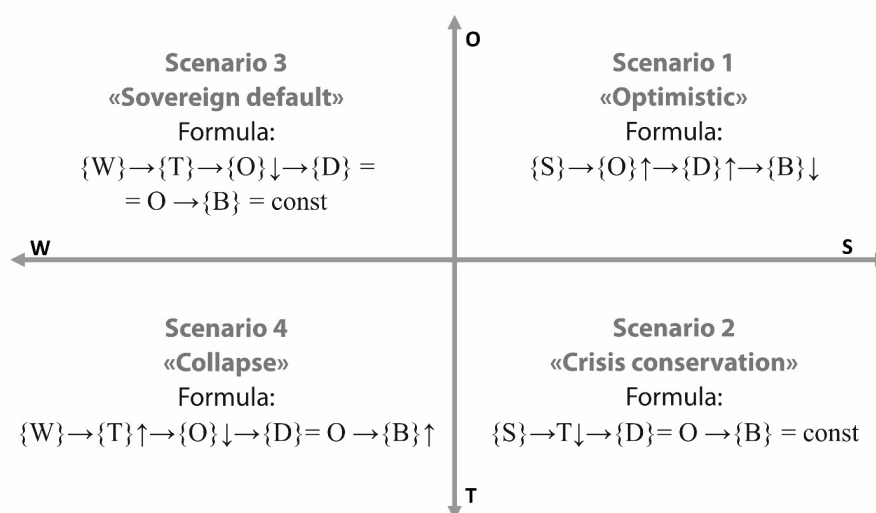 O
Scenario 3
«Sovereign default»
Formula:
{W}→{T}→{O}↓→{D} =
= O →{B} = const
Scenario 1
«Optimistic»
Formula:
{S}→{O}↑→{D}↑→{B}↓
W
S
Scenario 4
«Collapse»
Formula:
{W}→{T}↑→{O}↓→{D}= O →{B}↑
Scenario 2
«Crisis conservation»
Formula:
{S}→T↓→{D}= O →{B} = const
T